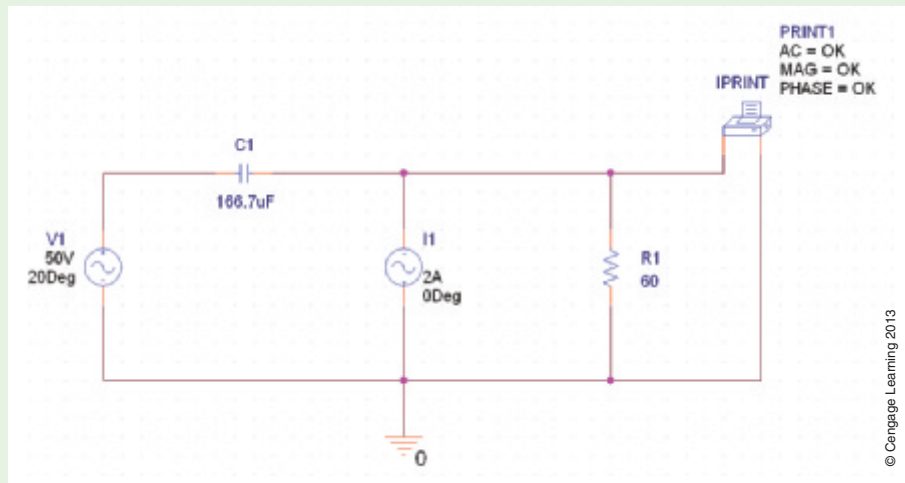 PRINT1
AC = OK
MAG = OK
PHASE = OK
IPRINT
C1
166.7uF
V1
50V
20Deg
I1
2A
0Deg
R1
60
0
© Cengage Learning 2013